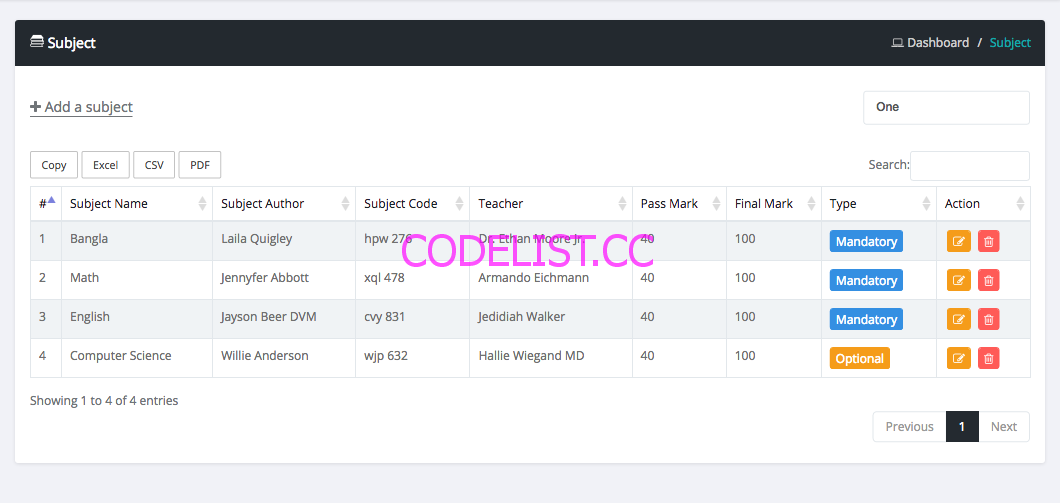 Subject Dashboard / Subject
Add a subject One
Copy Excel CSV PDF Search:
# Subject Name Subject Author Subject Code Teacher Pass Mark Final Mark Type Action
1 Bangla Laila Quigley hpw 276 Dr. Ethan Moore Jr. 40 100 Mandatory
CODELIST.CC
2 Math Jennyfer Abbott xql 478 Armando Eichmann 40 100 Mandatory
3 English Jayson Beer DVM cvy 831 Jedidiah Walker 40 100 Mandatory
4 Computer Science Willie Anderson wjp 632 Hallie Wiegand MD 40 100 Optional
Showing 1 to 4 of 4 entries
Previous 1 Next